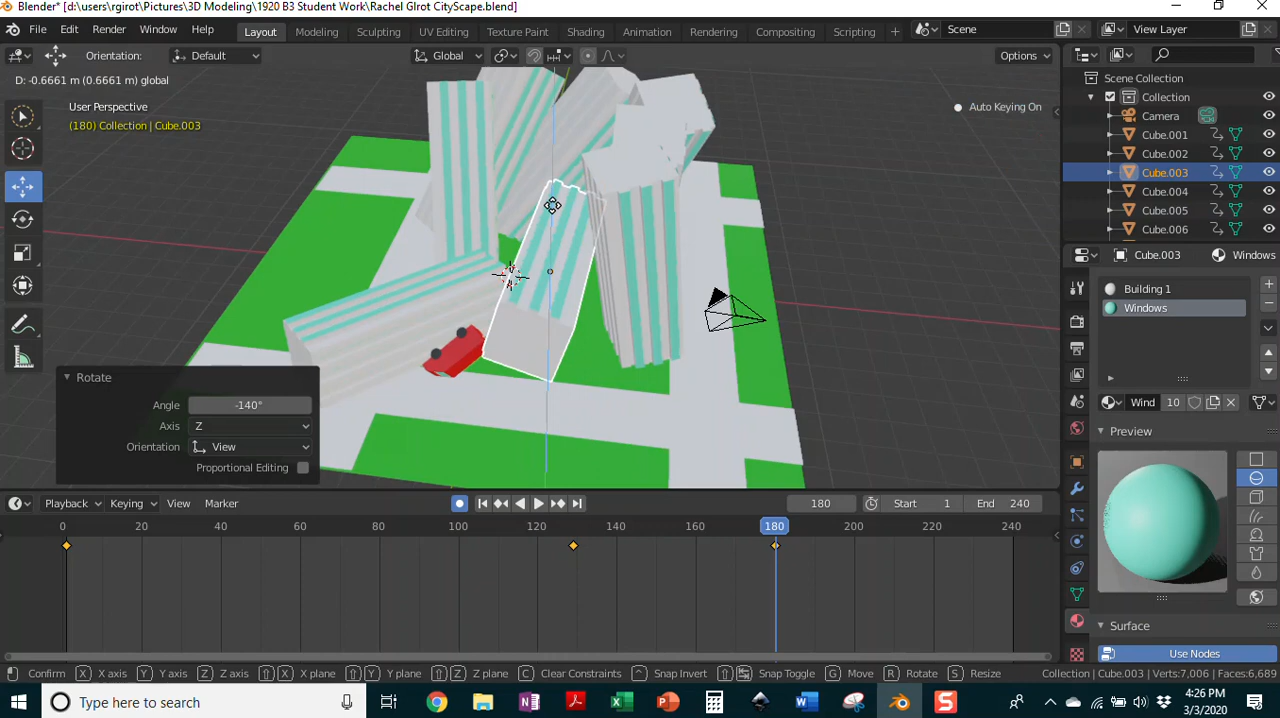 Blender* [d:\users\rgirot\Pictures\3D Modeling\1920 B3 Student Work\Rachel GIrot CityScape.blend]
File Edit Render Window Help Layout Modeling Sculpting UV Editing Texture Paint Shading Animation Rendering Compositing Scripting + Scene View Layer
Orientation: Default Global Options
D: -0.6661 m (0.6661 m) global
User Perspective
(180) Collection | Cube.003
Auto Keying On
Scene Collection
Collection
Camera
Cube.001
Cube.002
Cube.003
Cube.004
Cube.005
Cube.006
Cube.003 Windows
Building 1
Windows
Wind 10
Preview
Surface
Use Nodes
Rotate
Angle -140°
Axis Z
Orientation View
Proportional Editing
Playback Keying View Marker 180 Start 1 End 240
0 20 40 60 80 100 120 140 160 180 200 220 240
Confirm X X axis Y Y axis Z Z axis X X plane Y Y plane Z Z plane C Clear Constraints Snap Invert Snap Toggle G Move R Rotate S Resize Collection | Cube.003 | Verts:7,006 | Faces:6,689
Type here to search
4:26 PM
3/3/2020